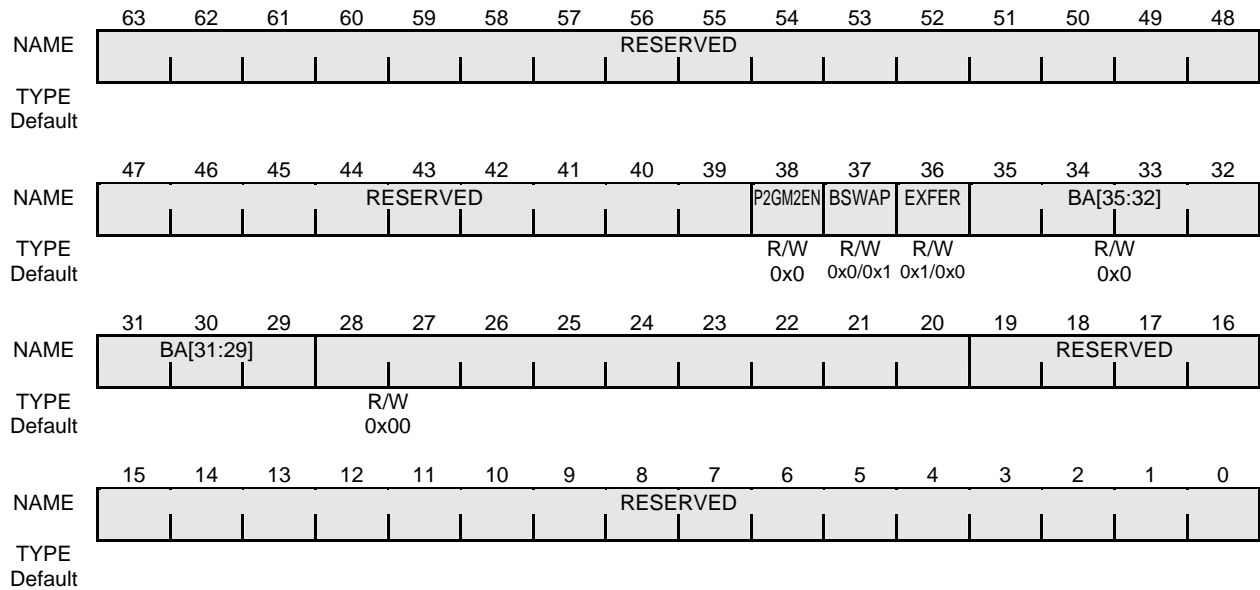 63 62 61 60 59 58 57 56 55 54 53 52 51 50 49 48
NAME RESERVED
TYPE
Default
47 46 45 44 43 42 41 40 39 38 37 36 35 34 33 32
NAME RESERVED P2GM2EN BSWAP EXFER BA[35:32]
TYPE R/W R/W R/W R/W
Default 0x0 0x0/0x1 0x1/0x0 0x0
31 30 29 28 27 26 25 24 23 22 21 20 19 18 17 16
NAME BA[31:29] RESERVED
TYPE R/W
Default 0x00
15 14 13 12 11 10 9 8 7 6 5 4 3 2 1 0
NAME RESERVED
TYPE
Default